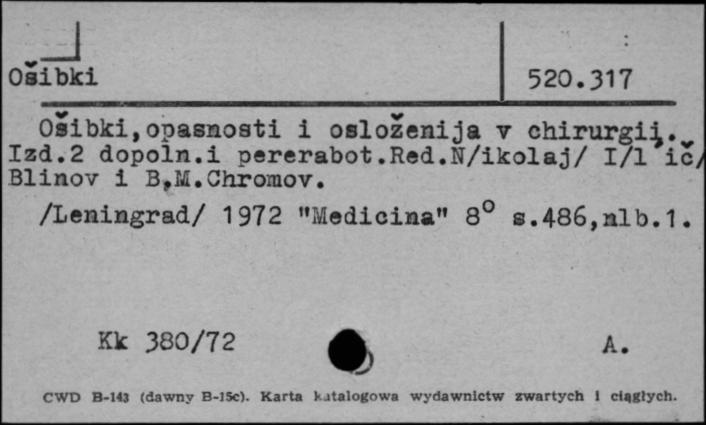 Ošibki 520.317
Ošibki,opasnosti i osloženija v chirurgii.
Izd.2 dopoln.i pererabot.Red.N/ikolaj/ I/l'ič/
Blinov i B.M.Chromov.
/Leningrad/ 1972 "Medicina" 8° s.486,nlb.1.
Kk 380/72 A.
CWD B-143 (dawny B-15c). Karta katalogowa wydawnictw zwartych i ciągłych.